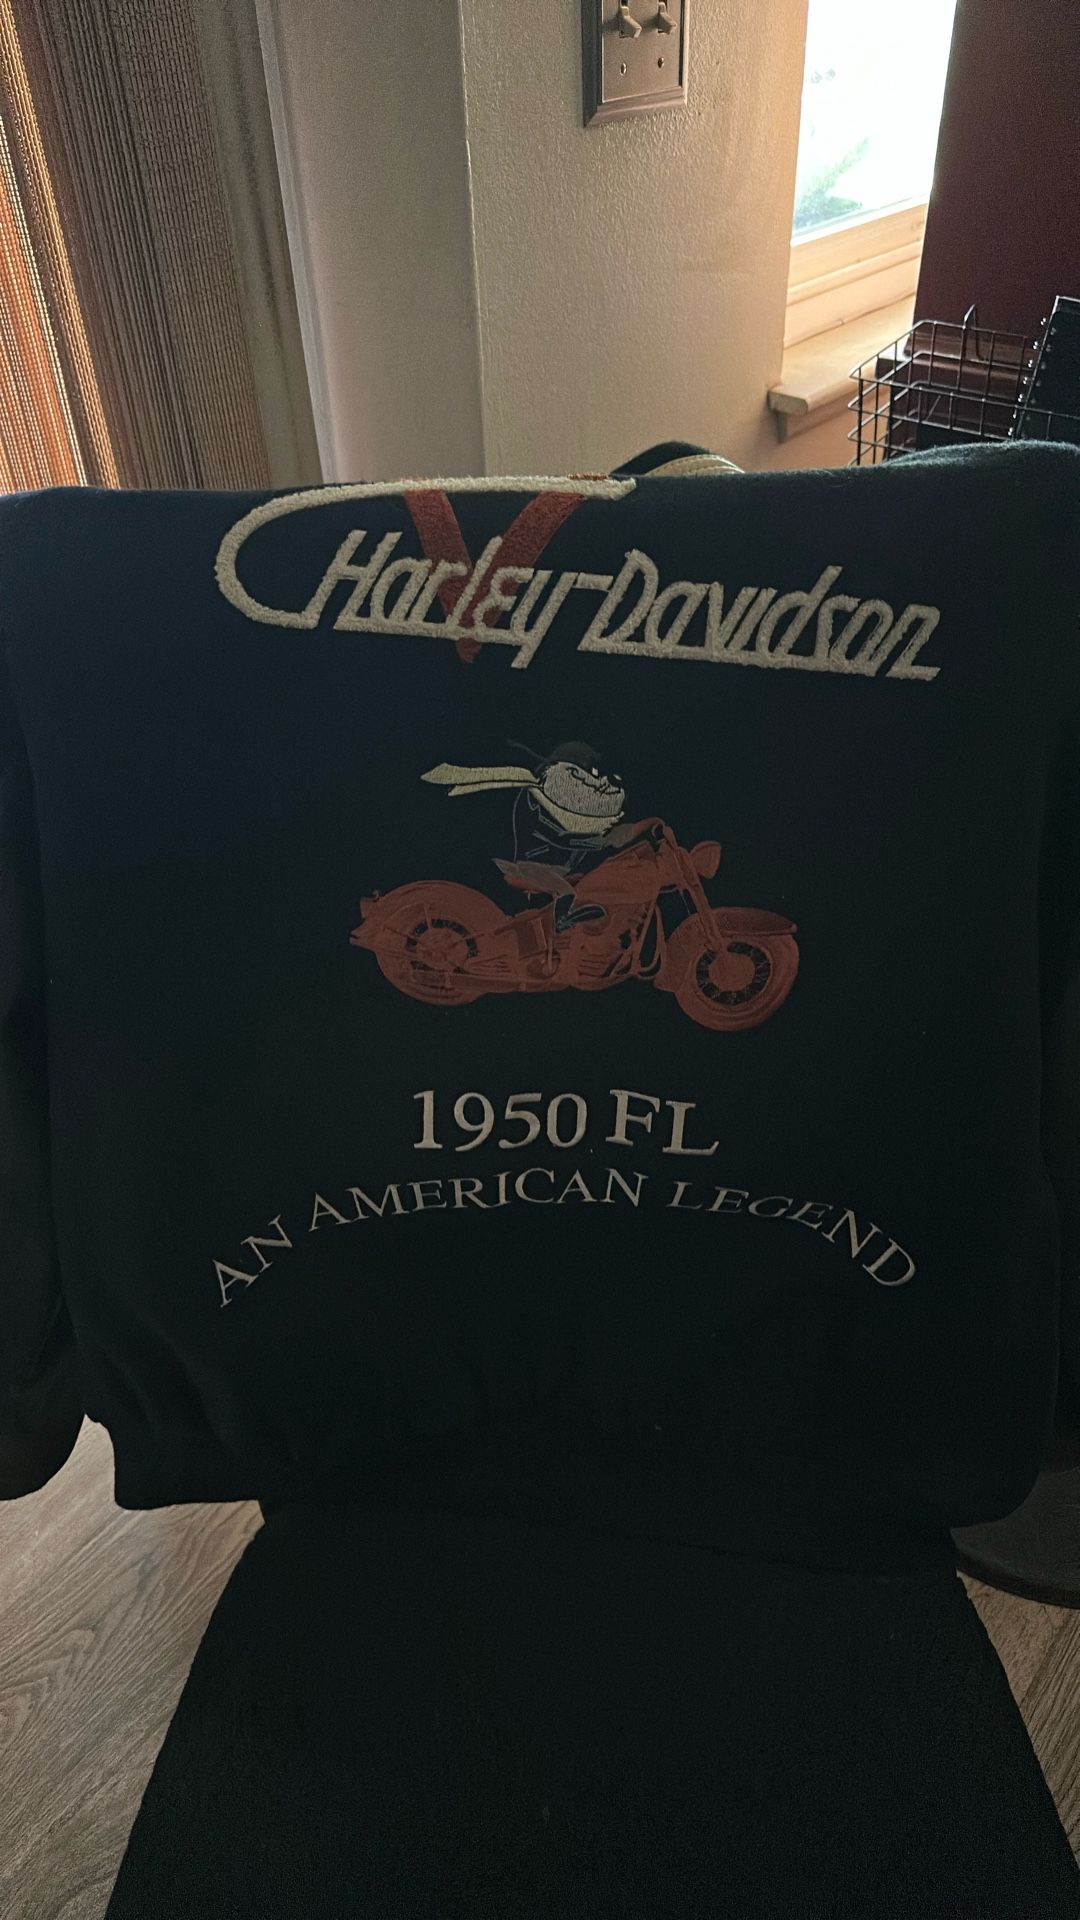 Harley-Davidson
1950 FL
AN AMERICAN LEGEND